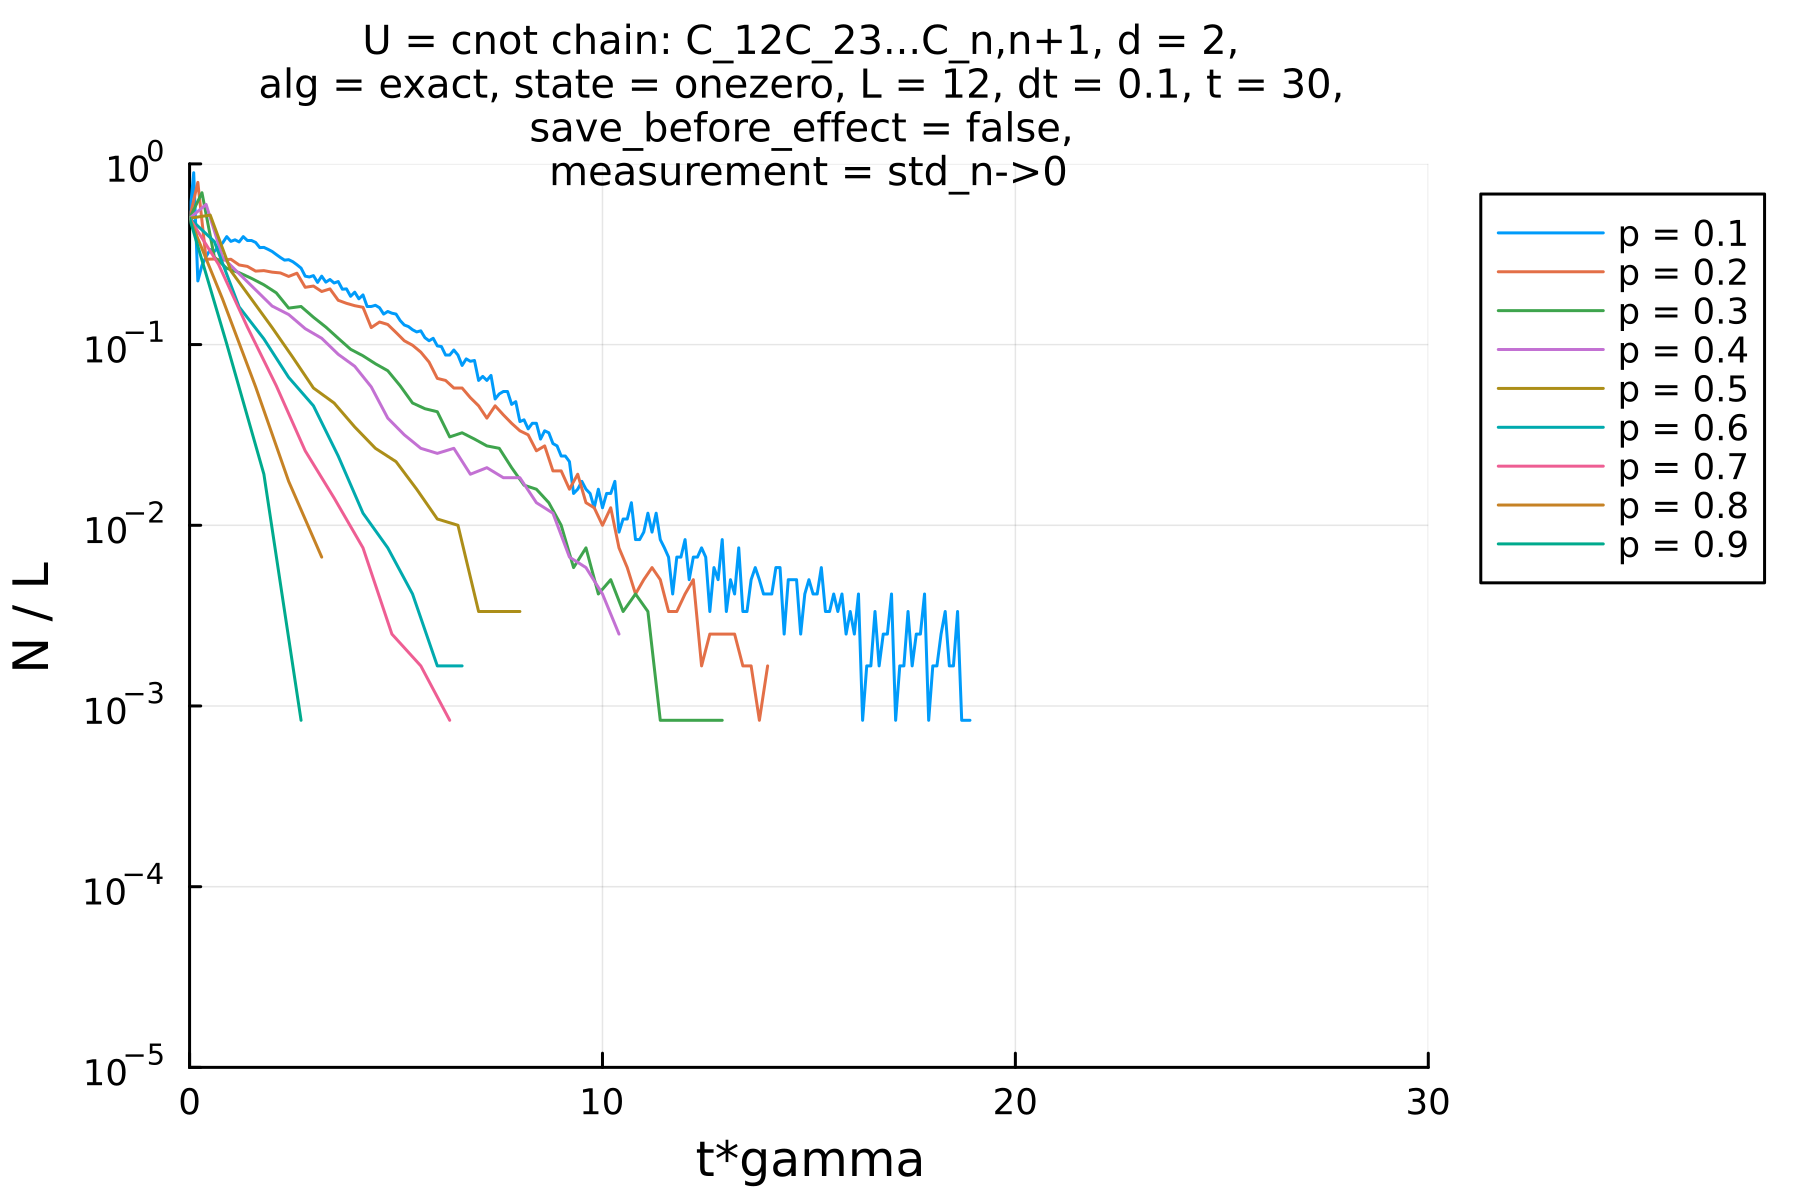 U = cnot chain: C_12C_23...C_n,n+1, d = 2,
alg = exact, state = onezero, L = 12, dt = 0.1, t = 30,
save_before_effect = false,
measurement = std_n->0
10⁰
10⁻¹
10⁻²
10⁻³
10⁻⁴
10⁻⁵
N / L
0
10
20
30
t*gamma
p = 0.1
p = 0.2
p = 0.3
p = 0.4
p = 0.5
p = 0.6
p = 0.7
p = 0.8
p = 0.9